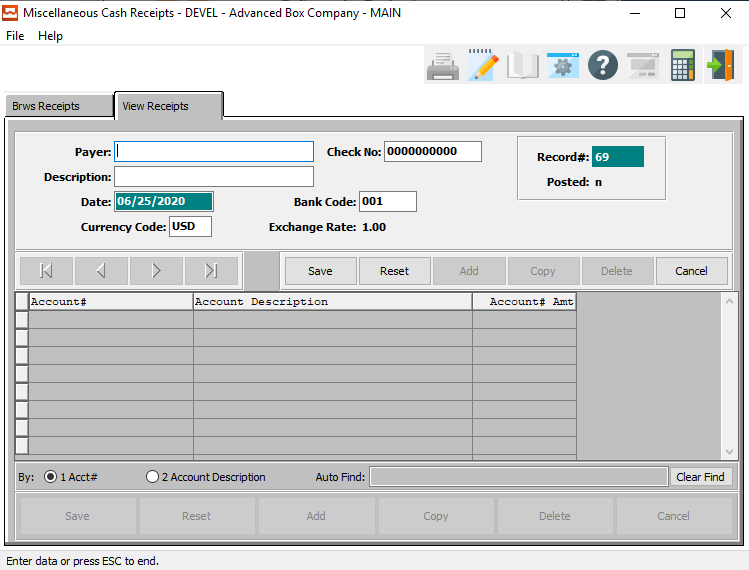 Miscellaneous Cash Receipts - DEVEL - Advanced Box Company - MAIN
File Help
Brws Receipts View Receipts
Payer: Check No: 0000000000
Record#: 69
Description:
Posted: n
Date: 06/25/2020 Bank Code: 001
Currency Code: USD Exchange Rate: 1.00
Save Reset Add Copy Delete Cancel
Account# Account Description Account# Amt
By: 1 Acct# 2 Account Description Auto Find: Clear Find
Save Reset Add Copy Delete Cancel
Enter data or press ESC to end.